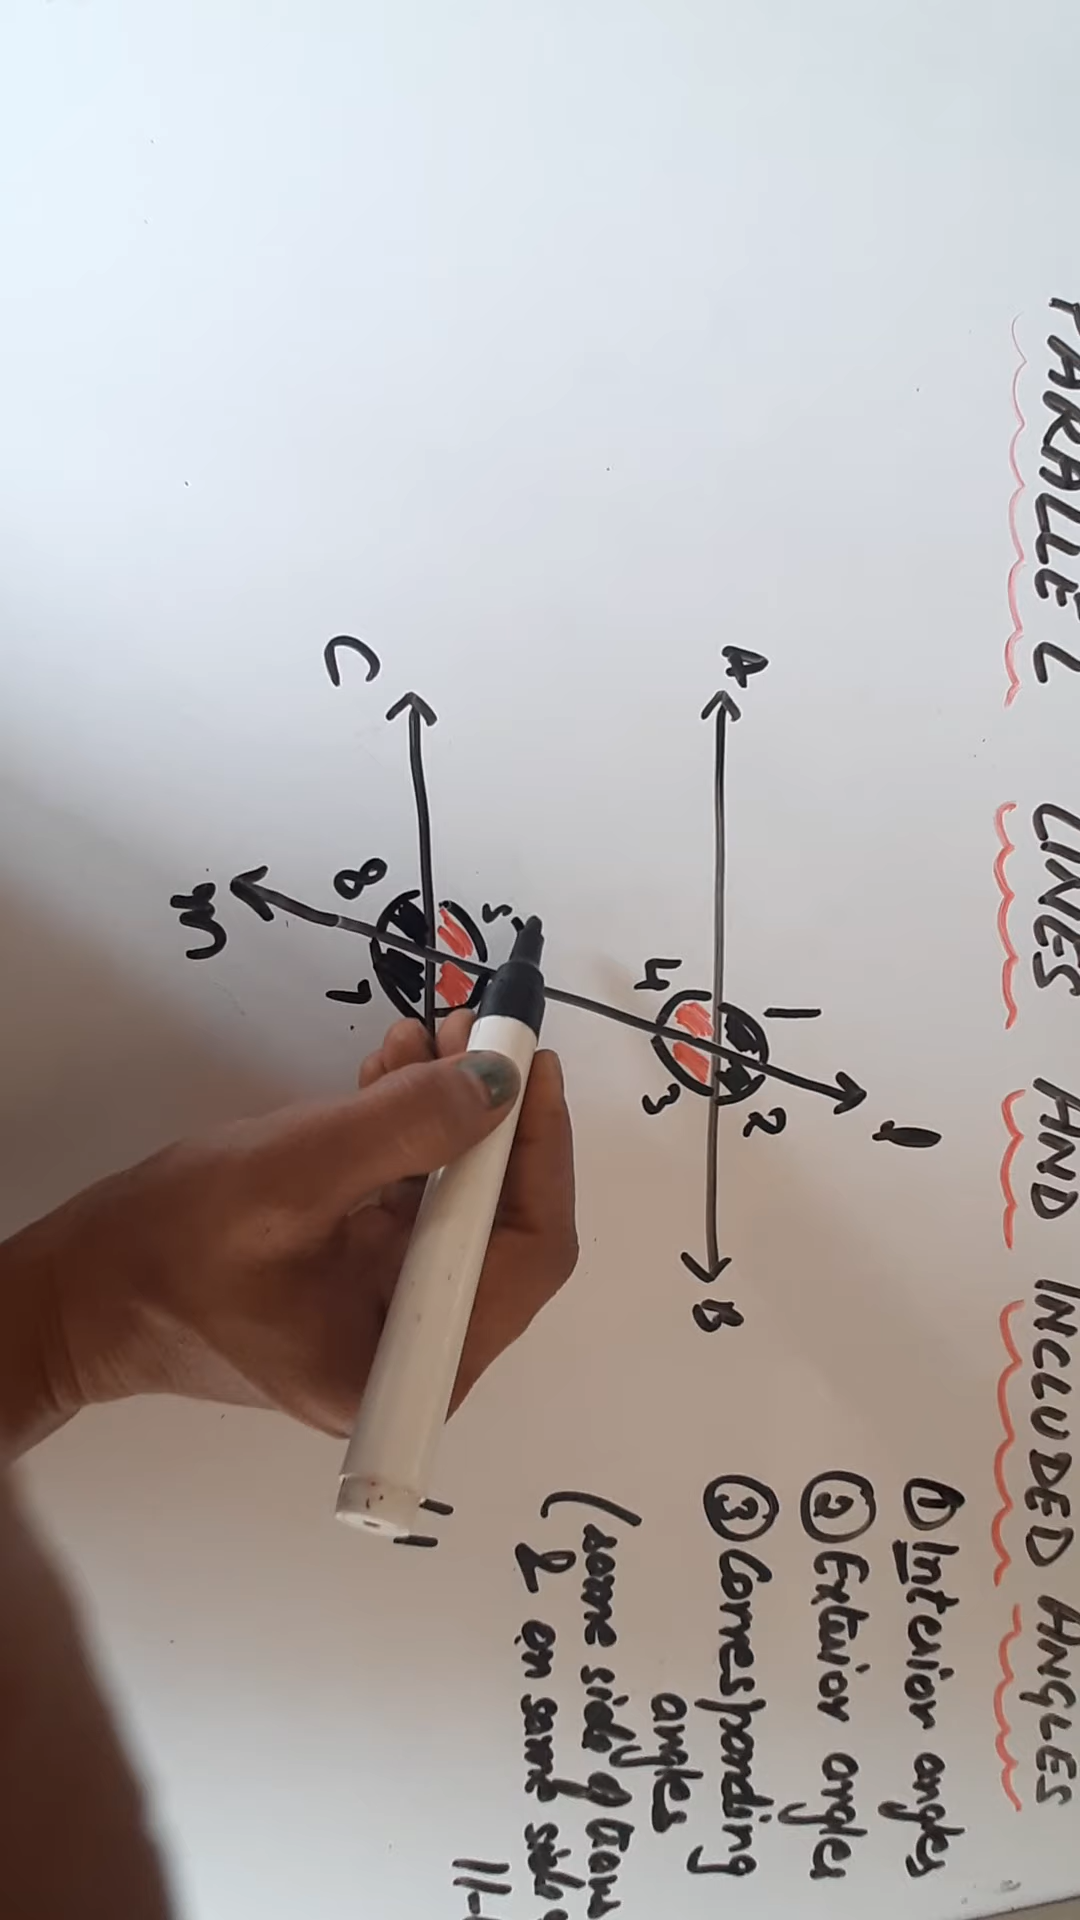 PARALLEL LINES AND INCLUDED ANGLES
① Interior angles
② Exterior angles
③ Corresponding
angles
(same side of
& on same side
l
1
2
A
B
4
3
5
C
8
7
m